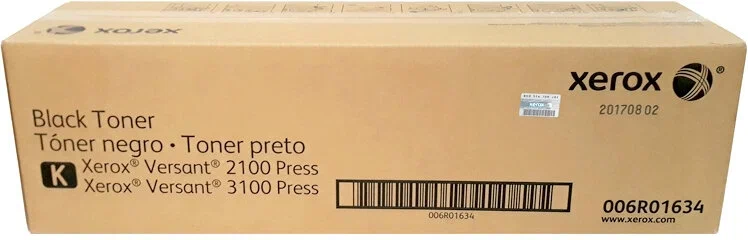 xerox
20170802
Black Toner
Tóner negro • Toner preto
K
Xerox® Versant® 2100 Press
Xerox® Versant® 3100 Press
006R01634
006R01634
www.xerox.com